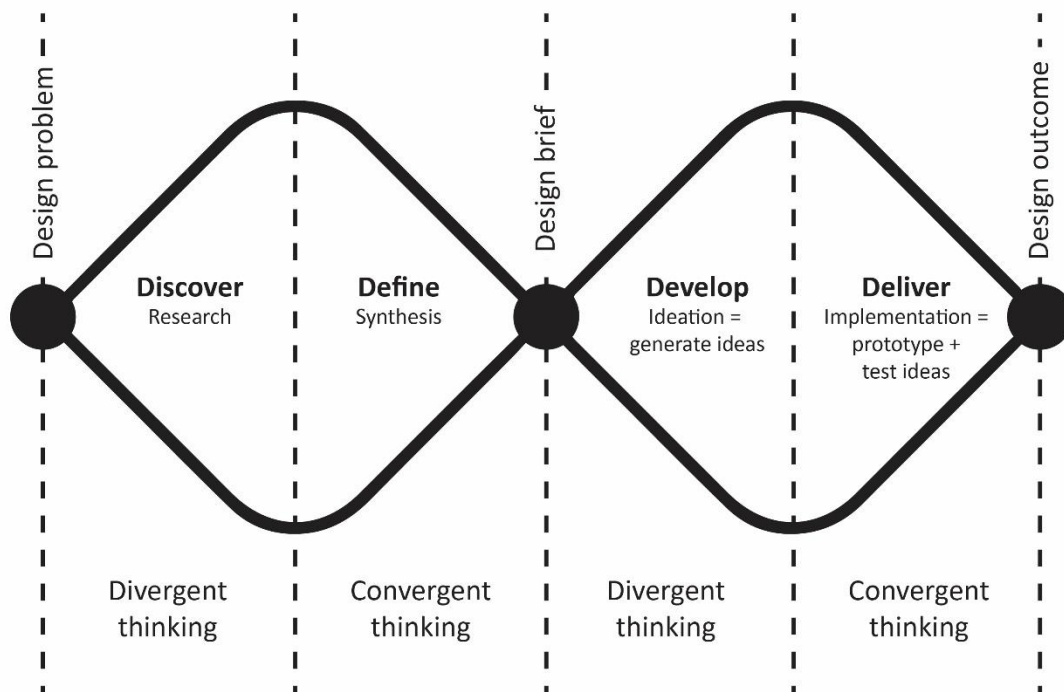 Design problem
Design brief
Design outcome
Discover
Research
Define
Synthesis
Develop
Ideation =
generate ideas
Deliver
Implementation =
prototype +
test ideas
Divergent
thinking
Convergent
thinking
Divergent
thinking
Convergent
thinking